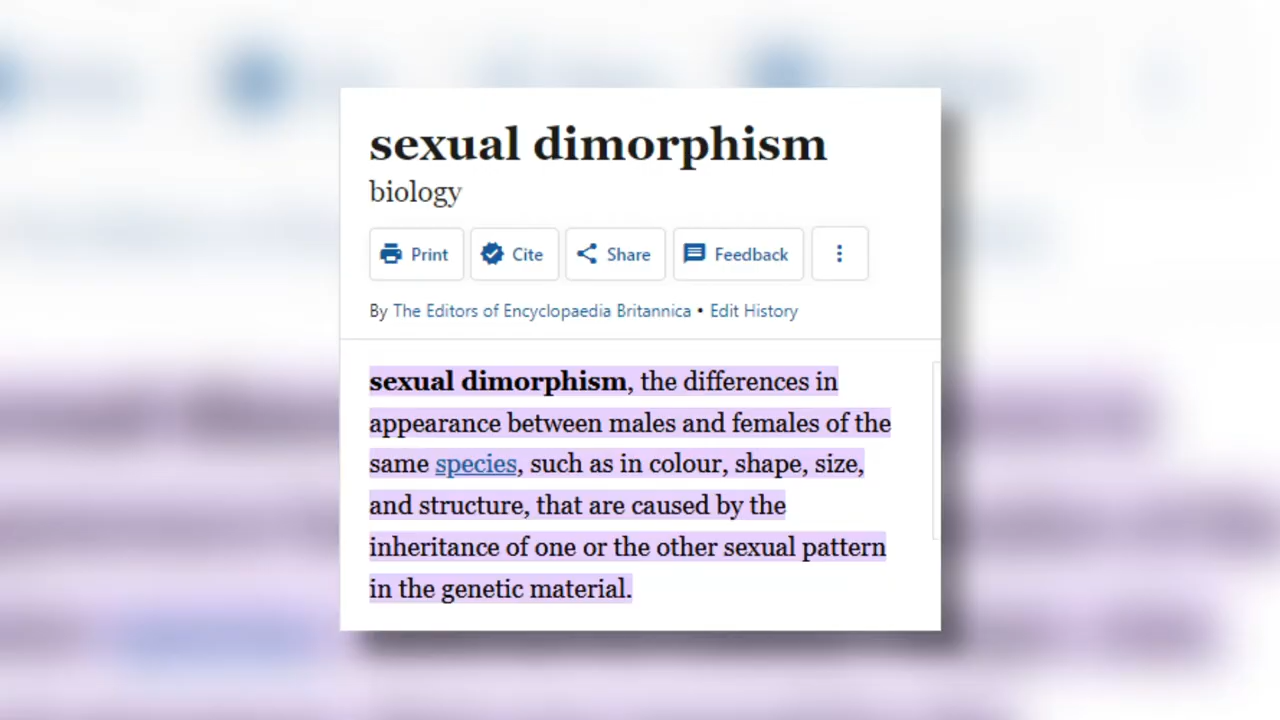 sexual dimorphism
biology
Print Cite Share Feedback
By The Editors of Encyclopaedia Britannica • Edit History
sexual dimorphism, the differences in
appearance between males and females of the
same species, such as in colour, shape, size,
and structure, that are caused by the
inheritance of one or the other sexual pattern
in the genetic material.